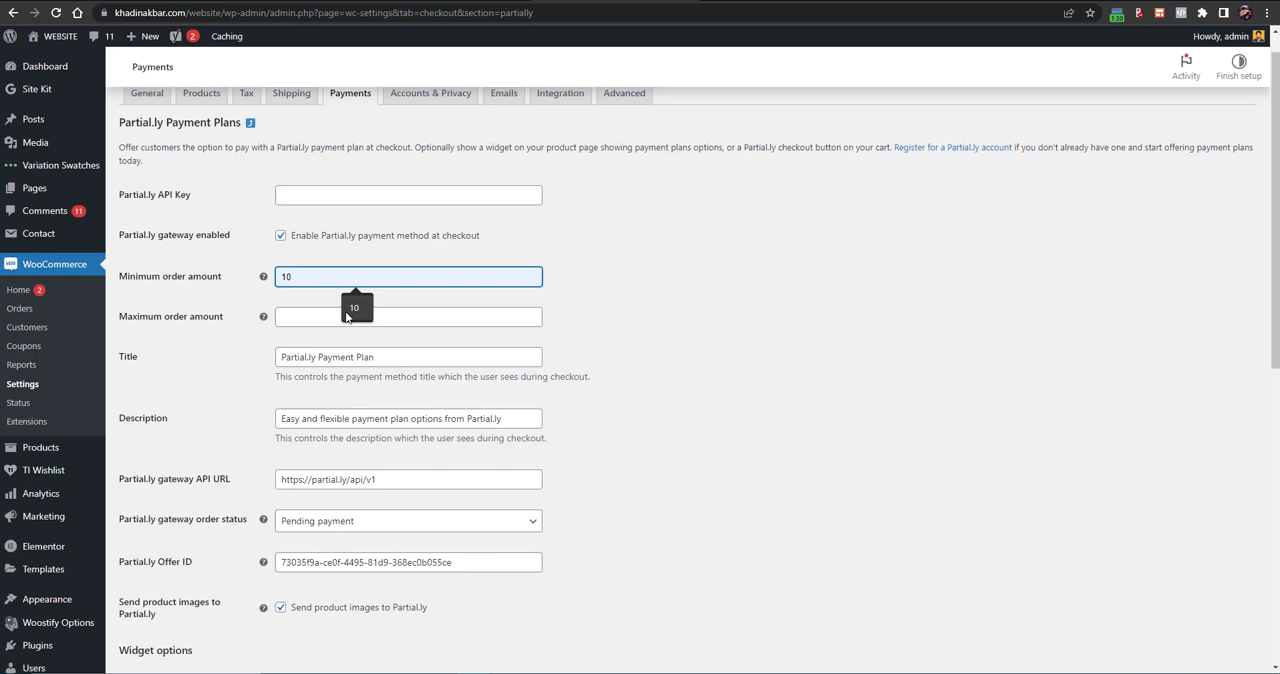 khadinakbar.com/website/wp-admin/admin.php?page=wc-settings&tab=checkout&section=partially
1:30
WEBSITE
11
New
2
Caching
Howdy, admin
Payments
Activity
Finish setup
Dashboard
Site Kit
Posts
Media
Variation Swatches
Pages
Comments 11
Contact
WooCommerce
Home 2
Orders
Customers
Coupons
Reports
Settings
Status
Extensions
Products
TI Wishlist
Analytics
Marketing
Elementor
Templates
Appearance
Woostify Options
Plugins
Users
General
Products
Tax
Shipping
Payments
Accounts & Privacy
Emails
Integration
Advanced
Partial.ly Payment Plans
Offer customers the option to pay with a Partial.ly payment plan at checkout. Optionally show a widget on your product page showing payment plans options, or a Partial.ly checkout button on your cart. Register for a Partial.ly account if you don't already have one and start offering payment plans
today.
Partial.ly API Key
Partial.ly gateway enabled
Enable Partial.ly payment method at checkout
Minimum order amount
10
10
Maximum order amount
Title
Partial.ly Payment Plan
This controls the payment method title which the user sees during checkout.
Description
Easy and flexible payment plan options from Partial.ly
This controls the description which the user sees during checkout.
Partial.ly gateway API URL
https://partial.ly/api/v1
Partial.ly gateway order status
Pending payment
Partial.ly Offer ID
73035f9a-ce0f-4495-81d9-368ec0b055ce
Send product images to
Partial.ly
Send product images to Partial.ly
Widget options